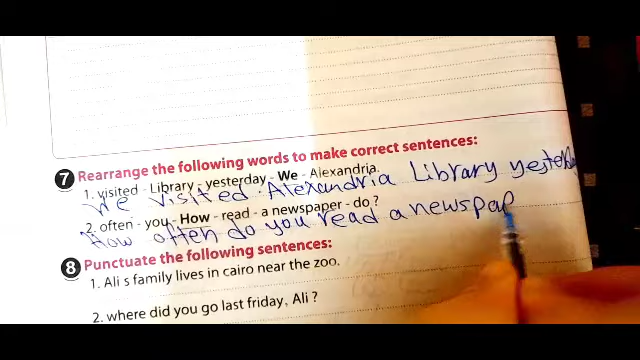 7 Rearrange the following words to make correct sentences:
1. visited - Library - yesterday - We - Alexandria.
We visited Alexandria Library yesterday
2. often - you - How - read - a newspaper - do ?
How often do you read a newspap
8 Punctuate the following sentences:
1. Ali s family lives in cairo near the zoo.
2. where did you go last friday, Ali ?